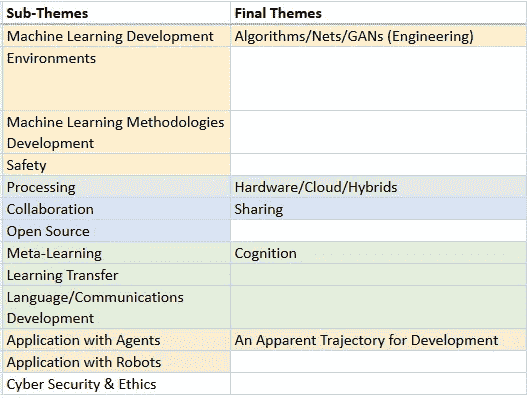 Sub-Themes Final Themes
Machine Learning Development Algorithms/Nets/GANs (Engineering)
Environments
Machine Learning Methodologies
Development
Safety
Processing Hardware/Cloud/Hybrids
Collaboration Sharing
Open Source
Meta-Learning Cognition
Learning Transfer
Language/Communications
Development
Application with Agents An Apparent Trajectory for Development
Application with Robots
Cyber Security & Ethics